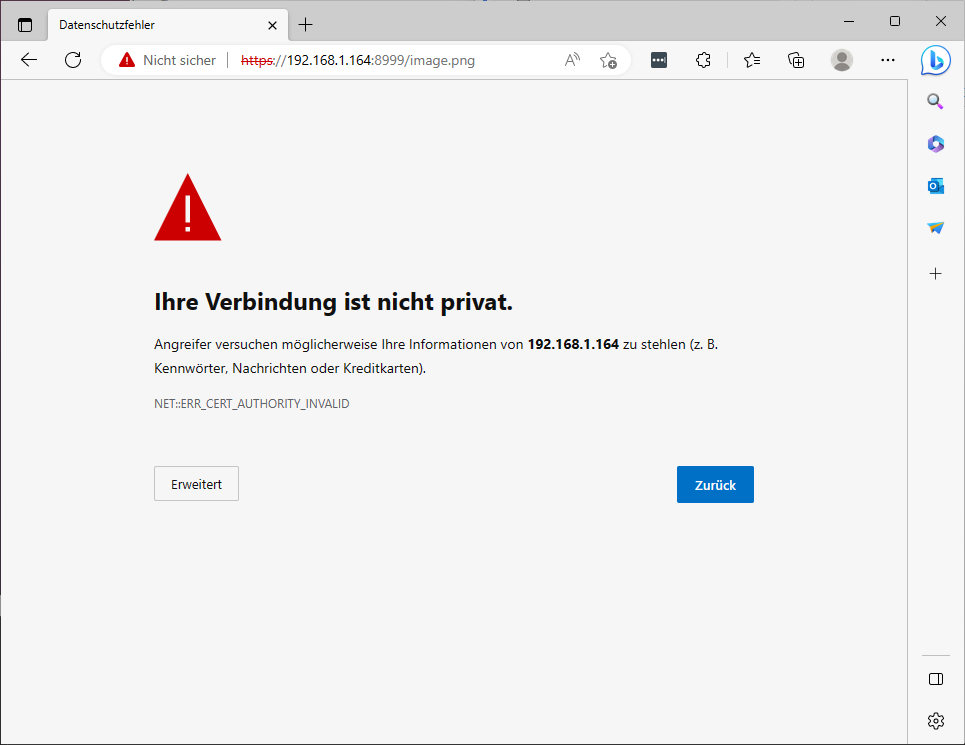 Datenschutzfehler
Nicht sicher https://192.168.1.164:8999/image.png
Ihre Verbindung ist nicht privat.
Angreifer versuchen möglicherweise Ihre Informationen von 192.168.1.164 zu stehlen (z. B.
Kennwörter, Nachrichten oder Kreditkarten).
NET::ERR_CERT_AUTHORITY_INVALID
Erweitert
Zurück